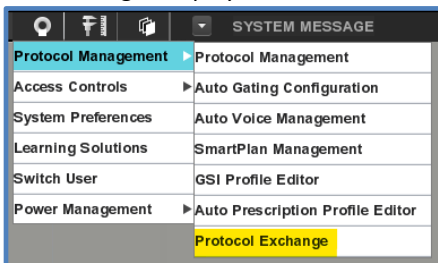 SYSTEM MESSAGE
Protocol Management
Access Controls
System Preferences
Learning Solutions
Switch User
Power Management
Protocol Management
Auto Gating Configuration
Auto Voice Management
SmartPlan Management
GSI Profile Editor
Auto Prescription Profile Editor
Protocol Exchange